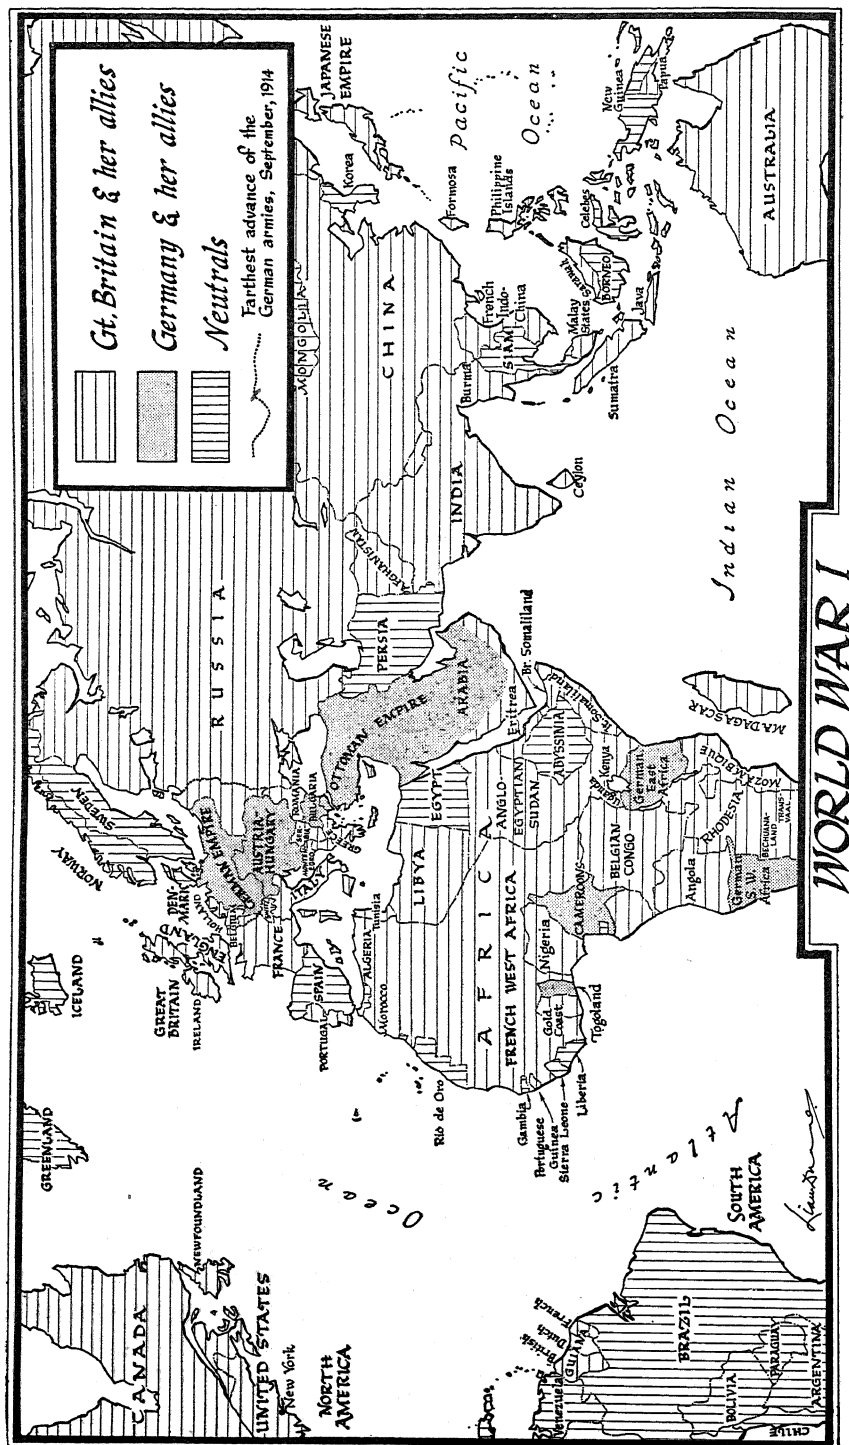 Gt. Britain & her allies
Germany & her allies
Neutrals
Farthest advance of the
German armies, September, 1914
CANADA
GREENLAND
ICELAND
NORWAY
SWEDEN
RUSSIA
NEWFOUNDLAND
UNITED STATES
New York
NORTH
AMERICA
GREAT
BRITAIN
IRELAND
ENGLAND
DEN-
MARK
HOLLAND
BELGIUM
GERMAN EMPIRE
AUSTRIA-
HUNGARY
FRANCE
ITALY
ROMANIA
BULGARIA
GREECE
PORTUGAL
SPAIN
OTTOMAN EMPIRE
ARABIA
PERSIA
AFGHANISTAN
MONGOLIA
CHINA
Korea
JAPANESE
EMPIRE
Pacific
Ocean
Formosa
Philippine
Islands
INDIA
Burma
SIAM
French
Indo-
China
Ceylon
Malay
States
Sarawak
BORNEO
Celebes
Sumatra
Java
New
Guinea
Papua
AUSTRALIA
Indian Ocean
Morocco
ALGERIA
Tunisia
LIBYA
EGYPT
Rio de Oro
AFRICA
FRENCH WEST AFRICA
ANGLO-
EGYPTIAN
SUDAN
Eritrea
Br. Somaliland
It. Somaliland
ABYSSINIA
Gambia
Portuguese
Guinea
Sierra Leone
Liberia
Gold
Coast
Togoland
Nigeria
CAMEROONS
BELGIAN
CONGO
Uganda
Kenya
German
East
Africa
Angola
RHODESIA
MOZAMBIQUE
MADAGASCAR
German
S. W.
Africa
BECHUANA-
LAND
TRANS-
VAAL
Atlantic
Ocean
SOUTH
AMERICA
Venezuela
British
Dutch
French
GUIANA
BRAZIL
BOLIVIA
PARAGUAY
ARGENTINA
CHILE
WORLD WAR I